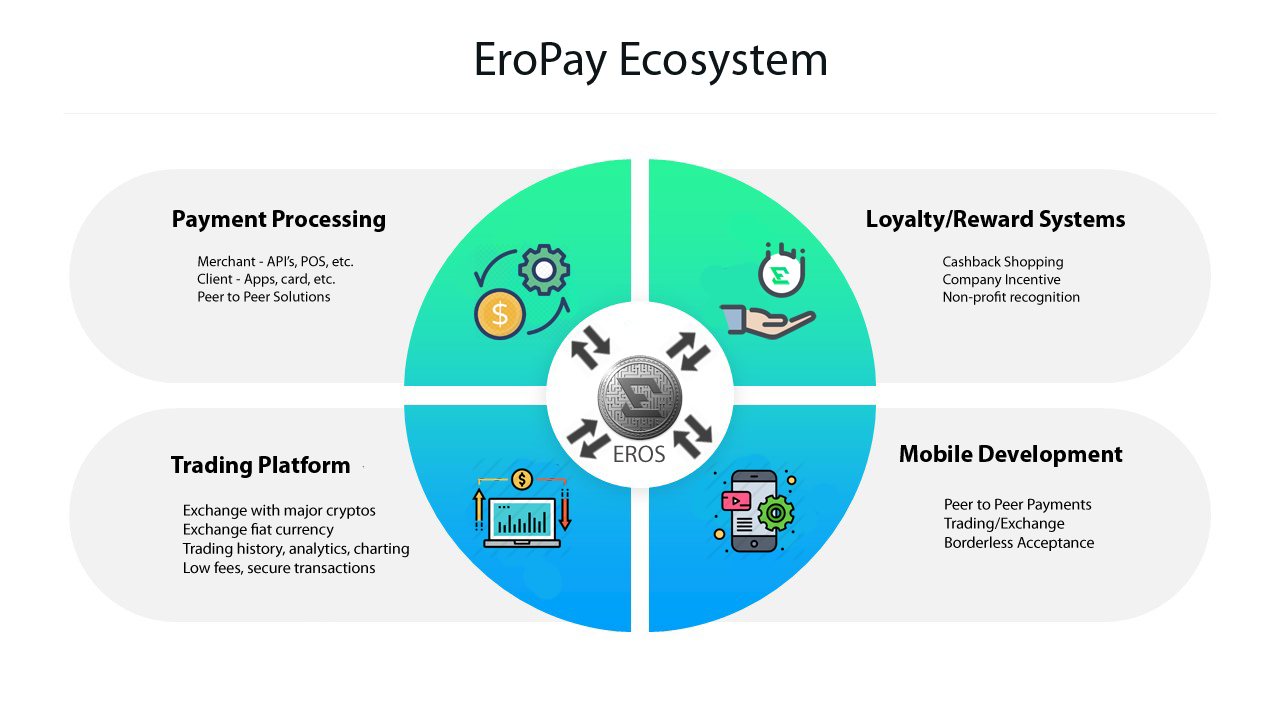 EroPay Ecosystem
Payment Processing
Merchant - API's, POS, etc.
Client - Apps, card, etc.
Peer to Peer Solutions
Loyalty/Reward Systems
Cashback Shopping
Company Incentive
Non-profit recognition
$
EROS
Trading Platform
Exchange with major cryptos
Exchange fiat currency
Trading history, analytics, charting
Low fees, secure transactions
$
Mobile Development
Peer to Peer Payments
Trading/Exchange
Borderless Acceptance